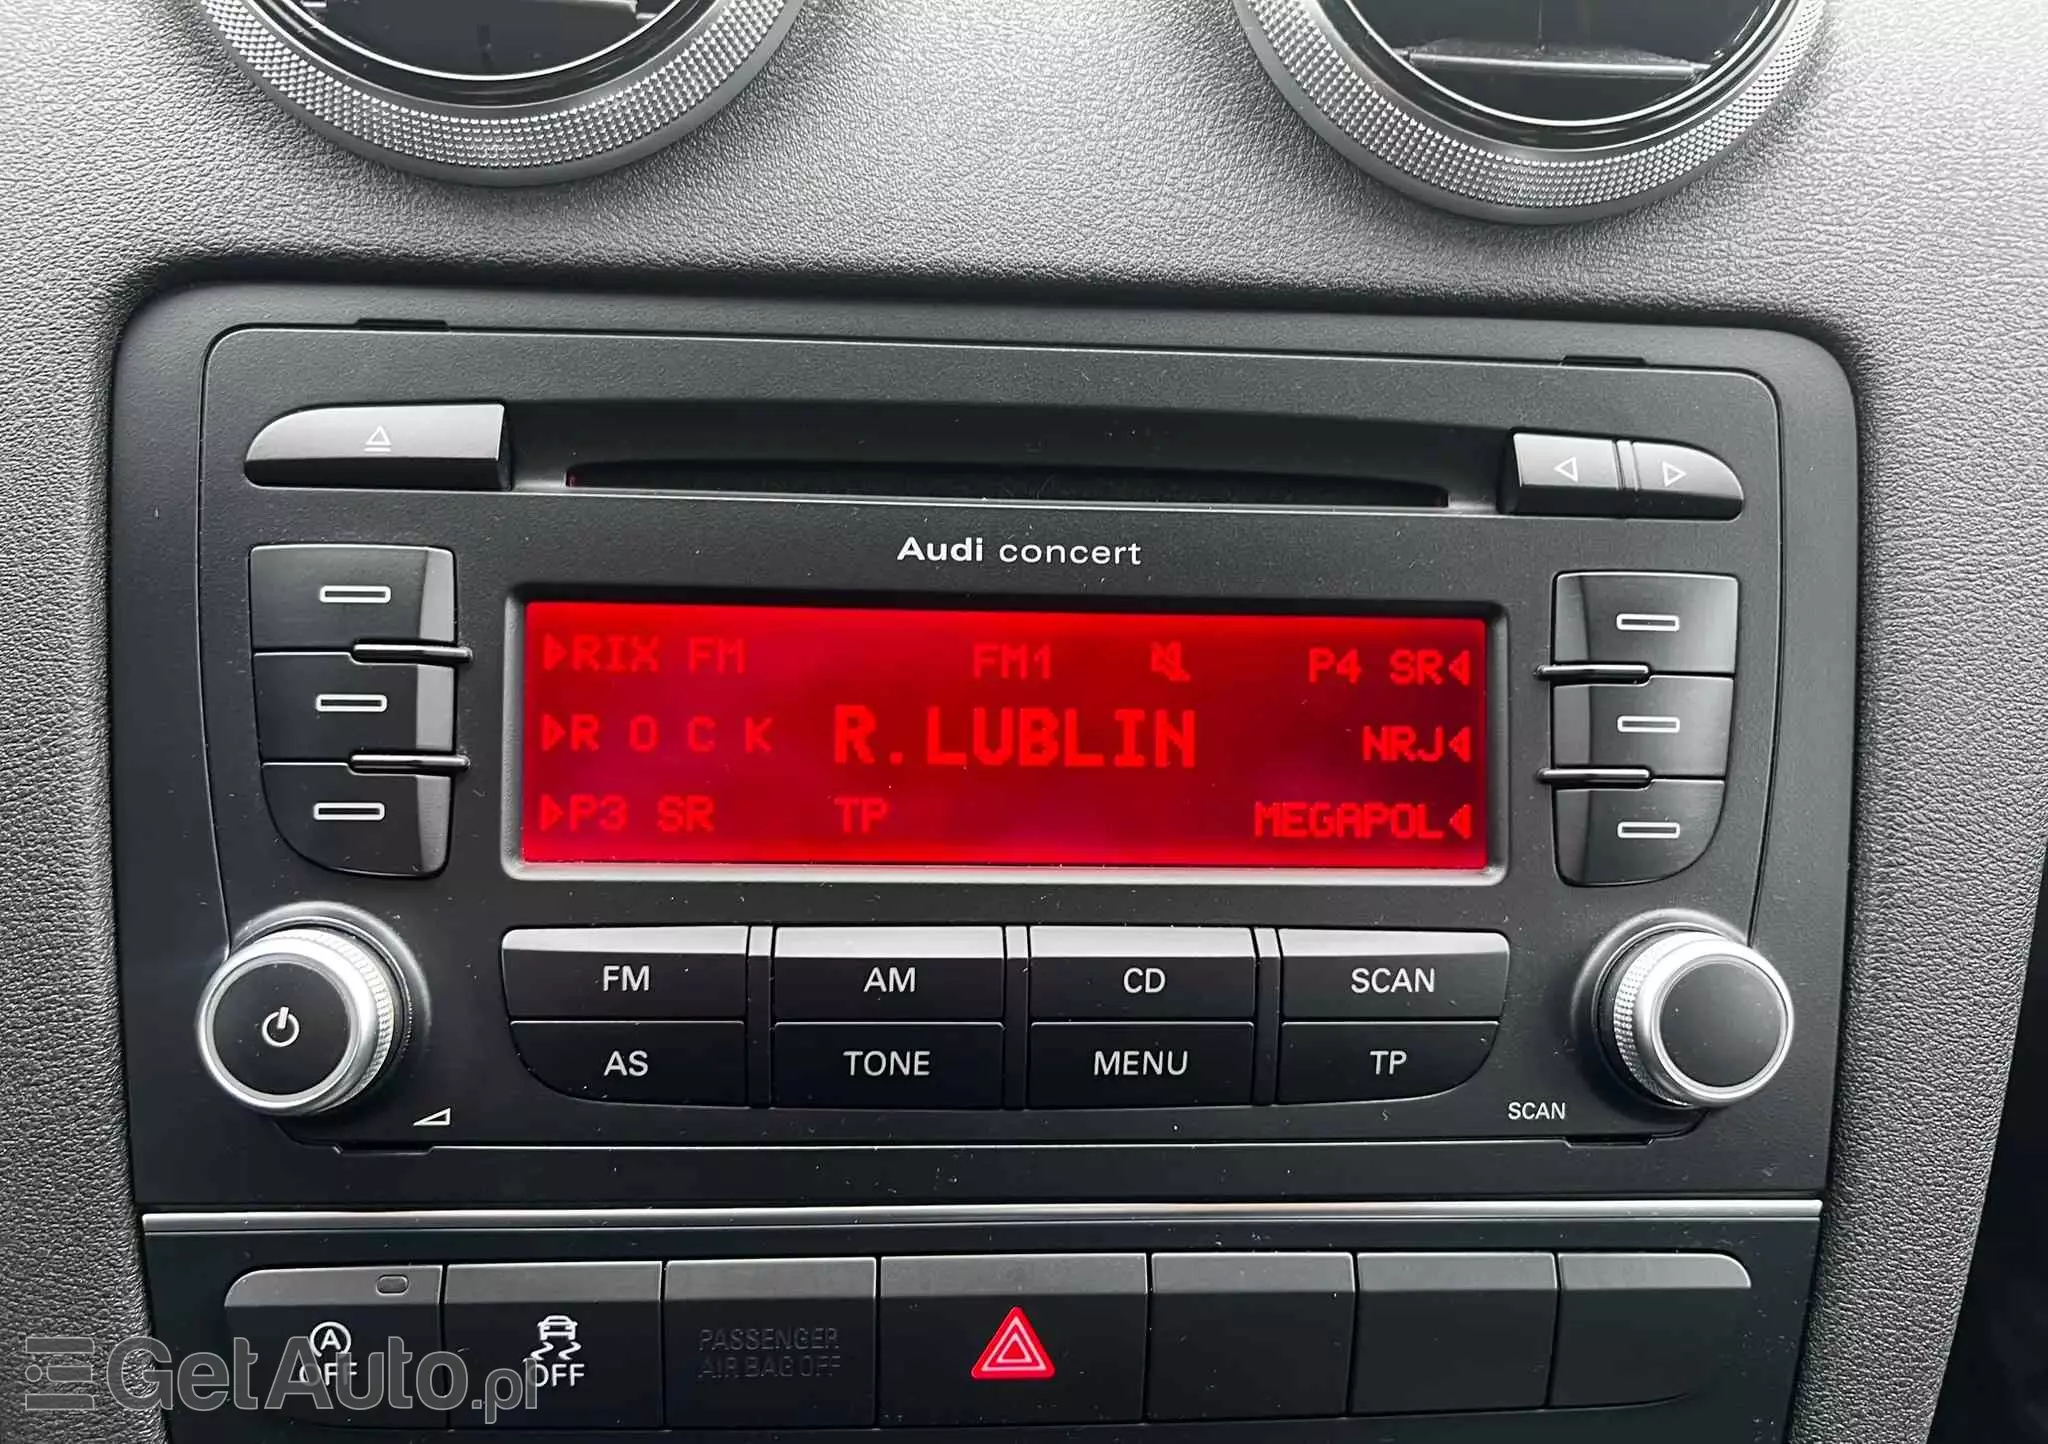 Audi concert
RIX FM FM1 P4 SR
R O C K R.LUBLIN NRJ
P3 SR TP MEGAPOL
FM AM CD SCAN
AS TONE MENU TP
SCAN
A
OFF
OFF
PASSENGER
AIR BAG OFF
GetAuto.pl